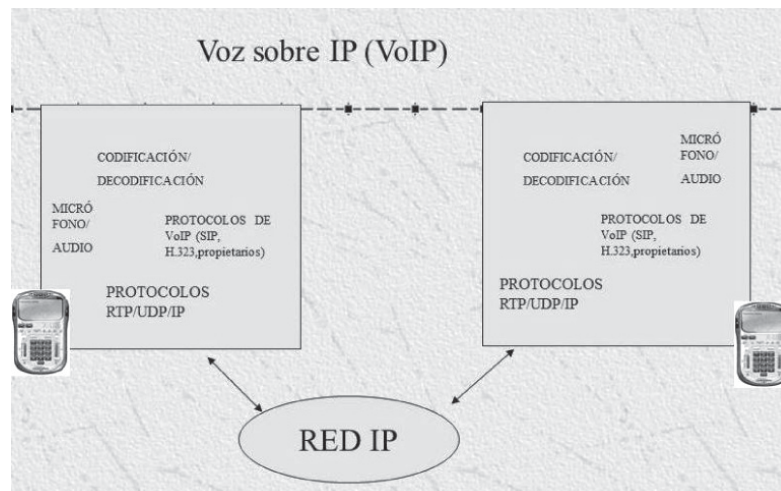 Voz sobre IP (VoIP)
CODIFICACIÓN/
DECODIFICACIÓN
MICRÓ
FONO/
AUDIO
PROTOCOLOS DE
VoIP (SIP,
H.323,propietarios)
PROTOCOLOS
RTP/UDP/IP
CODIFICACIÓN/
DECODIFICACIÓN
MICRÓ
FONO/
AUDIO
PROTOCOLOS DE
VoIP (SIP,
H.323,propietarios)
PROTOCOLOS
RTP/UDP/IP
RED IP